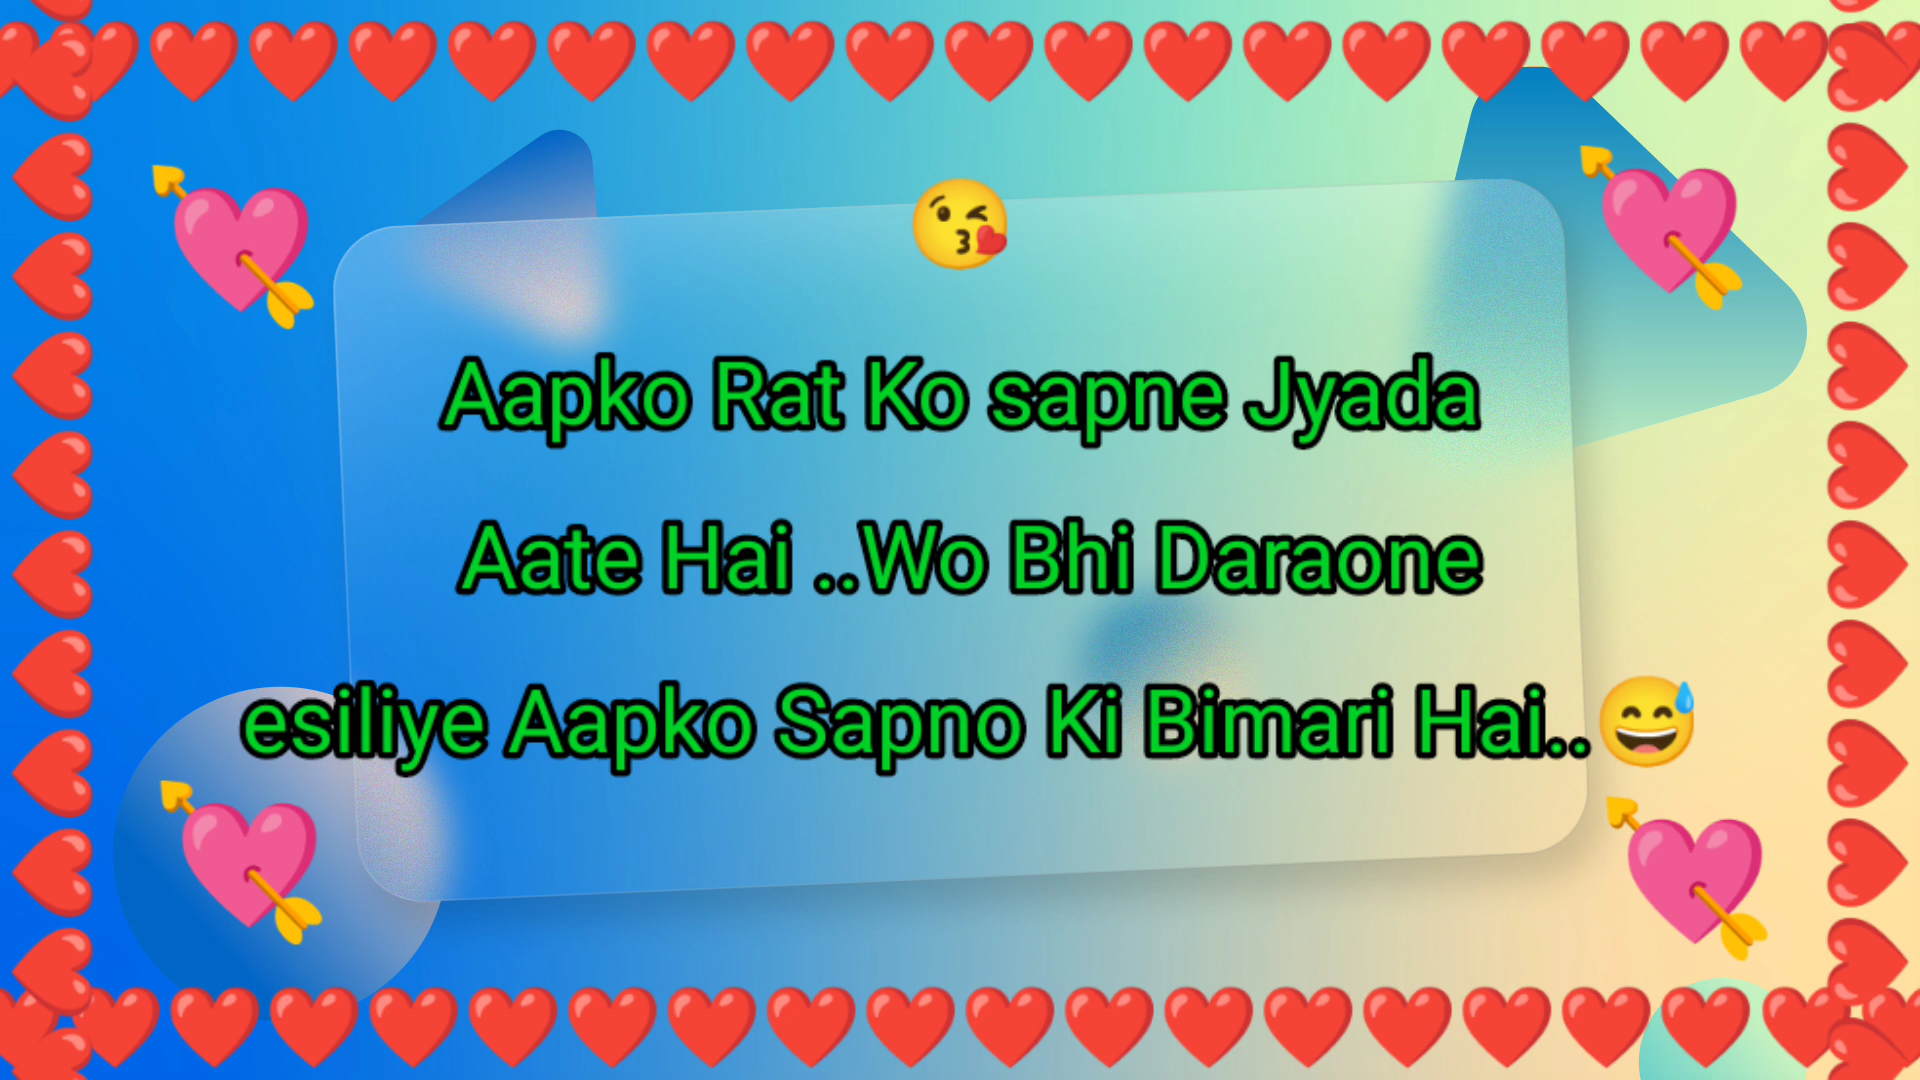 Aapko Rat Ko sapne Jyada
Aate Hai ..Wo Bhi Daraone
esiliye Aapko Sapno Ki Bimari Hai..😅